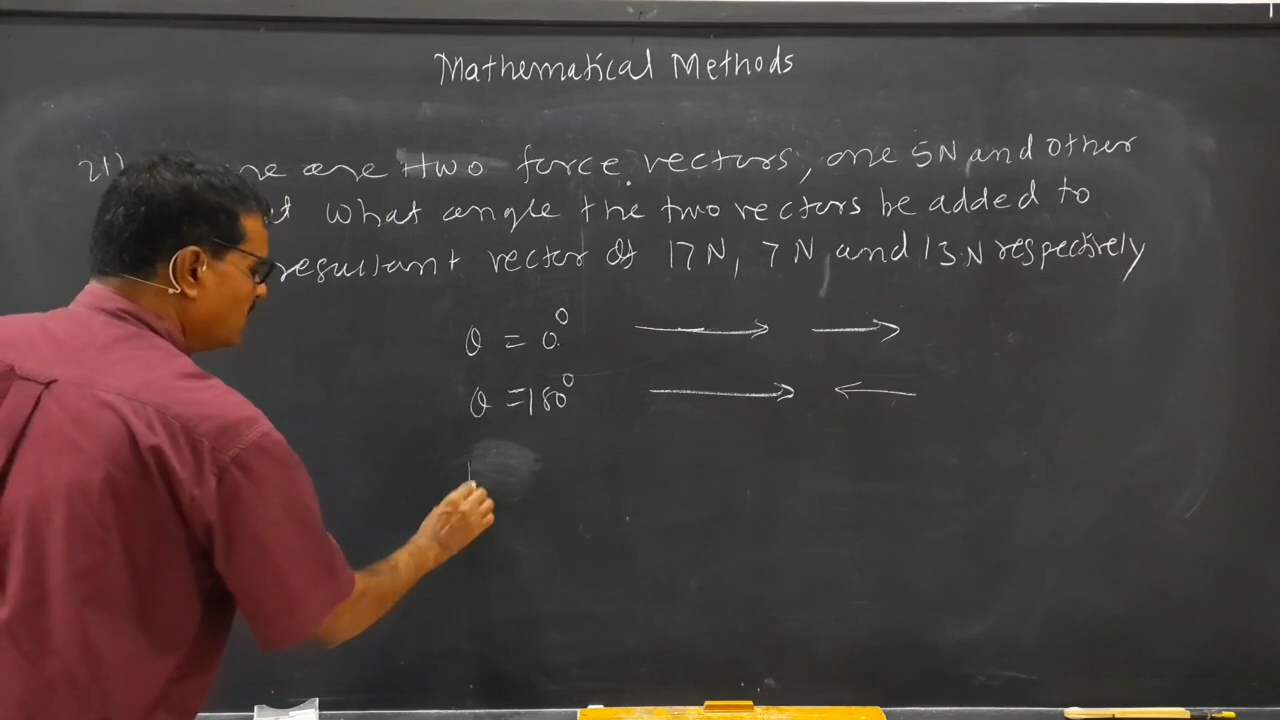 Mathematical Methods
21) are two force vectors, one 5N and other
what angle the two vectors be added to
resultant vector of 17N, 7N, and 13N respectively
θ = 0°
θ = 180°